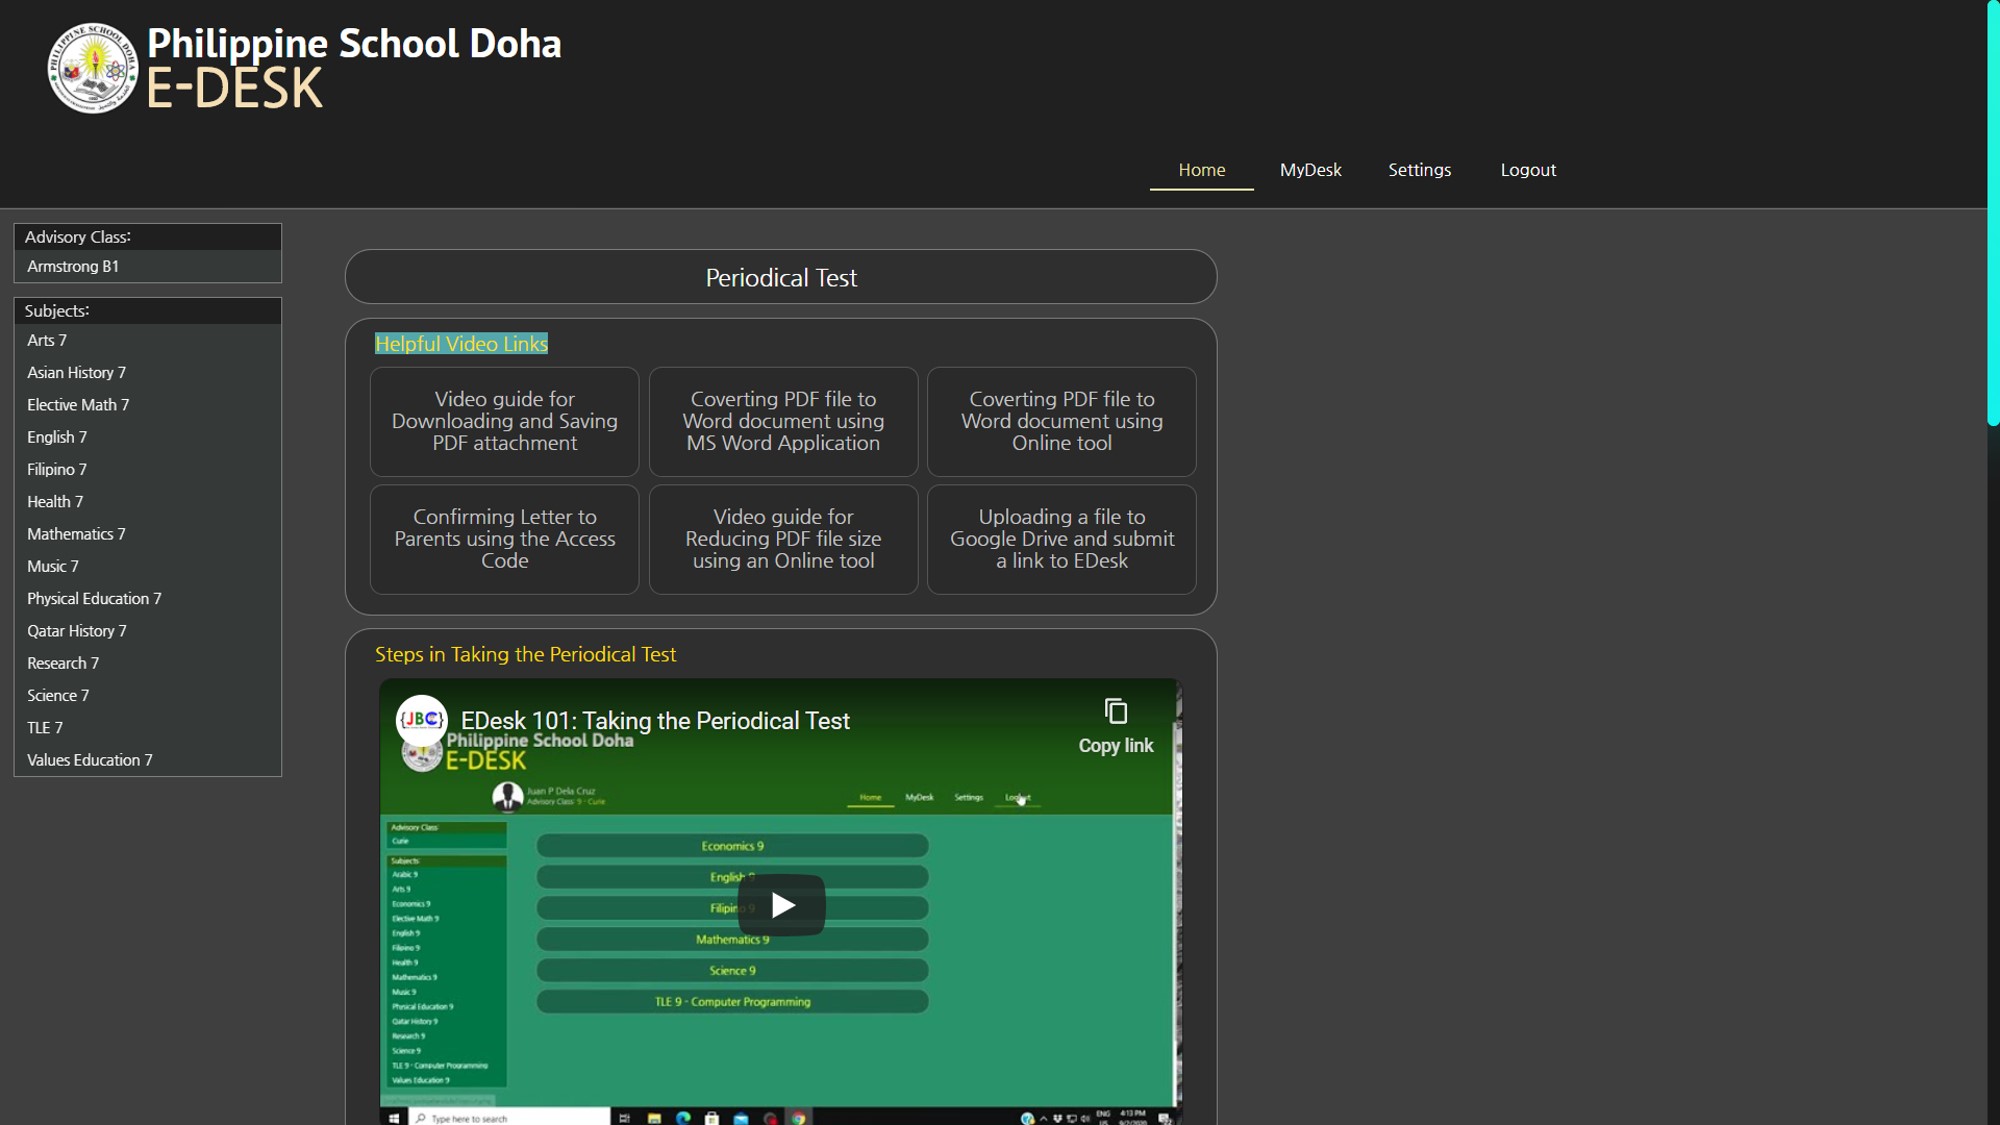 Philippine School Doha
E-DESK
Home
MyDesk
Settings
Logout
Advisory Class:
Armstrong B1
Subjects:
Arts 7
Asian History 7
Elective Math 7
English 7
Filipino 7
Health 7
Mathematics 7
Music 7
Physical Education 7
Qatar History 7
Research 7
Science 7
TLE 7
Values Education 7
Periodical Test
Helpful Video Links
Video guide for
Downloading and Saving
PDF attachment
Coverting PDF file to
Word document using
MS Word Application
Coverting PDF file to
Word document using
Online tool
Confirming Letter to
Parents using the Access
Code
Video guide for
Reducing PDF file size
using an Online tool
Uploading a file to
Google Drive and submit
a link to EDesk
Steps in Taking the Periodical Test
{JBC}
EDesk 101: Taking the Periodical Test
Copy link
Philippine School Doha
E-DESK
Juan P Dela Cruz
Advisory Class: 9 - Curie
Home
MyDesk
Settings
Logout
Advisory Class:
Curie
Subjects:
Arabic 9
Arts 9
Economics 9
Elective Math 9
English 9
Filipino 9
Health 9
Mathematics 9
Music 9
Physical Education 9
Qatar History 9
Research 9
Science 9
TLE 9 - Computer Programming
Values Education 9
Economics 9
English 9
Filipino 9
Mathematics 9
Science 9
TLE 9 - Computer Programming
Type here to search
ENG
US
4:13 PM
9/2/2020